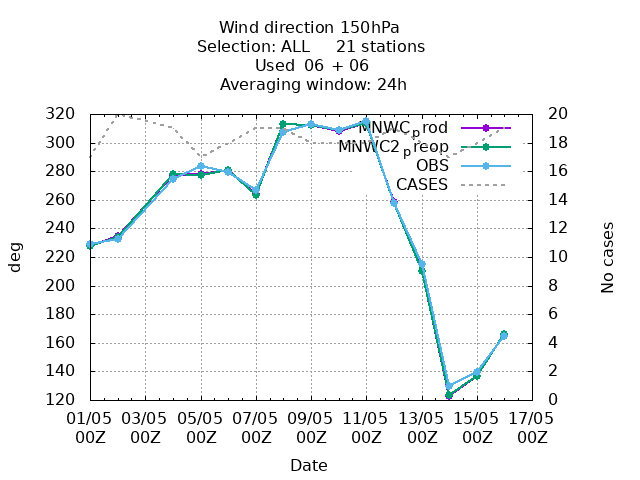 Wind direction 150hPa
Selection: ALL 21 stations
Used 06 + 06
Averaging window: 24h
320 20
300 18
280 16
260 14
240 12
220 10
200 8
180 6
160 4
140 2
120 0
MNWC_prod
MNWC2_preop
OBS
CASES
deg
No cases
01/05 03/05 05/05 07/05 09/05 11/05 13/05 15/05 17/05
00Z 00Z 00Z 00Z 00Z 00Z 00Z 00Z 00Z
Date